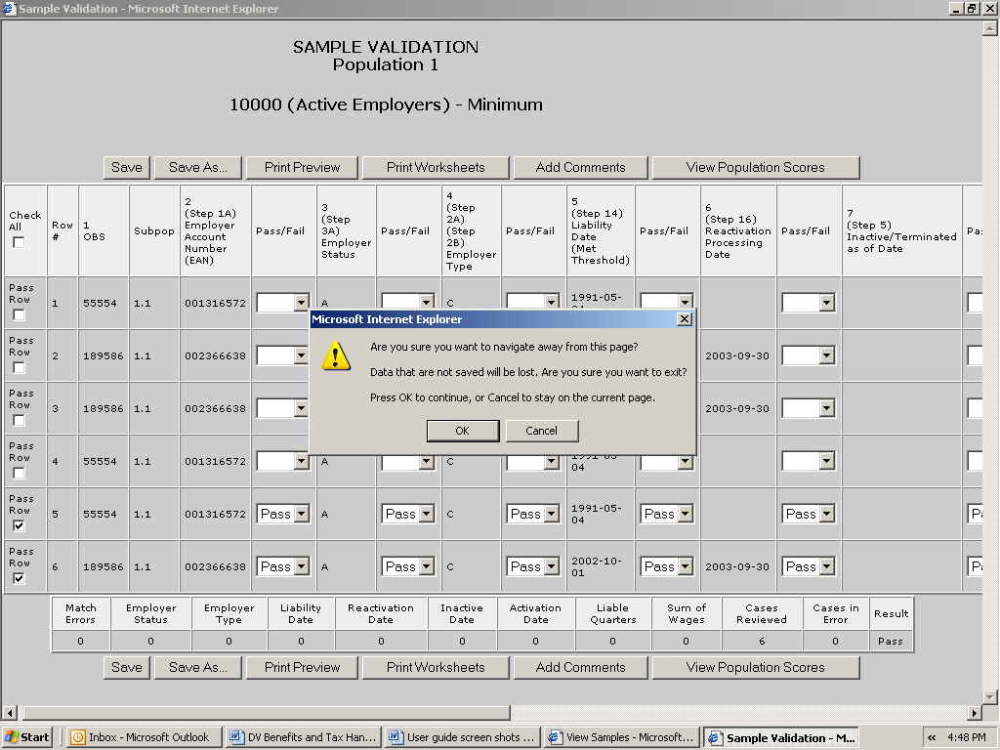 Sample Validation - Microsoft Internet Explorer
SAMPLE VALIDATION
Population 1
10000 (Active Employers) - Minimum
Save
Save As...
Print Preview
Print Worksheets
Add Comments
View Population Scores
Check All
Row #
1 OBS
Subpop
2 (Step 1A) Employer Account Number (EAN)
Pass/Fail
3 (Step 3A) Employer Status
Pass/Fail
4 (Step 2A) (Step 2B) Employer Type
Pass/Fail
5 (Step 14) Liability Date (Met Threshold)
Pass/Fail
6 (Step 16) Reactivation Processing Date
Pass/Fail
7 (Step 5) Inactive/Terminated as of Date
Pas
Pass Row 1 55554 1.1 001316572 A C 1991-05-04
Pass Row 2 189586 1.1 002366638 2003-09-30
Pass Row 3 189586 1.1 002366638 2003-09-30
Pass Row 4 55554 1.1 001316572 A C 1991-05-04
Pass Row 5 55554 1.1 001316572 Pass A Pass C Pass 1991-05-04 Pass Pass P
Pass Row 6 189586 1.1 002366638 Pass A Pass C Pass 2002-10-01 Pass 2003-09-30 Pass P
Microsoft Internet Explorer
Are you sure you want to navigate away from this page?
Data that are not saved will be lost. Are you sure you want to exit?
Press OK to continue, or Cancel to stay on the current page.
OK
Cancel
Match Errors
Employer Status
Employer Type
Liability Date
Reactivation Date
Inactive Date
Activation Date
Liable Quarters
Sum of Wages
Cases Reviewed
Cases in Error
Result
0 0 0 0 0 0 0 0 0 6 0 Pass
Save
Save As...
Print Preview
Print Worksheets
Add Comments
View Population Scores
Start
Inbox - Microsoft Outlook
DV Benefits and Tax Han...
User guide screen shots ...
View Samples - Microsoft...
Sample Validation - M...
« 4:48 PM